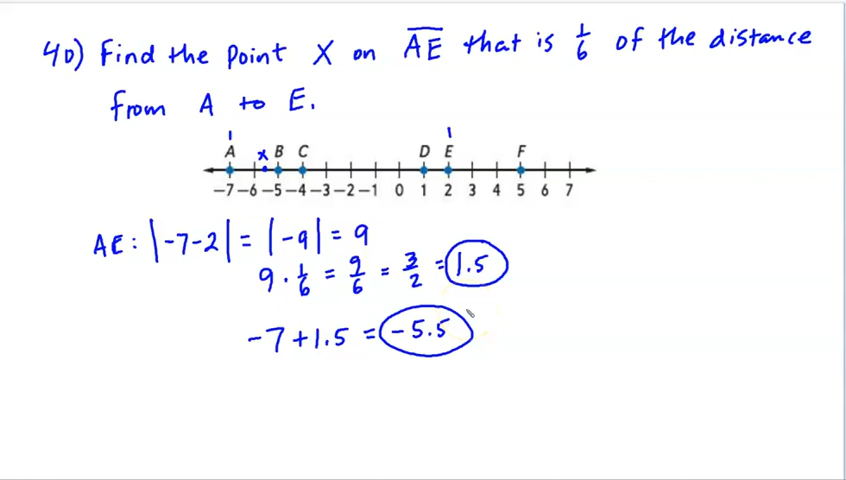 40) Find the point X on AE that is 1/6 of the distance
from A to E.
A x B C D E F
-7 -6 -5 -4 -3 -2 -1 0 1 2 3 4 5 6 7
AE: |-7-2| = |-9| = 9
9 · 1/6 = 9/6 = 3/2 = 1.5
-7 + 1.5 = -5.5